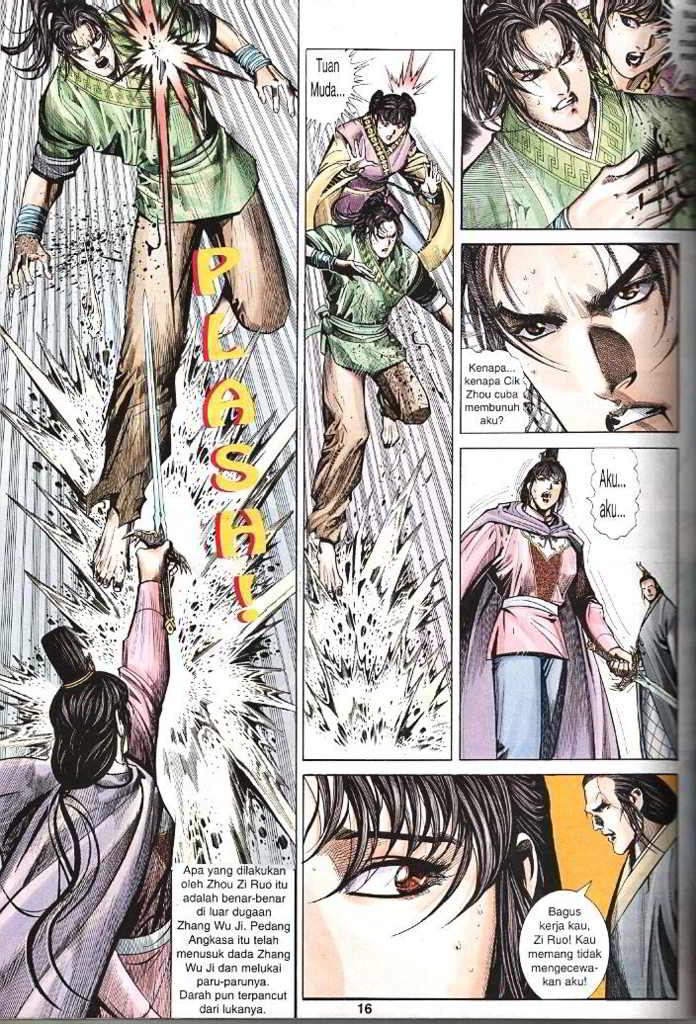 PLASH!
Apa yang dilakukan
oleh Zhou Zi Ruo itu
adalah benar-benar
di luar dugaan
Zhang Wu Ji. Pedang
Angkasa itu telah
menusuk dada Zhang
Wu Ji dan melukai
paru-parunya.
Darah pun terpancut
dari lukanya.
Tuan
Muda...
Kenapa...
kenapa Cik
Zhou cuba
membunuh
aku?
Aku...
aku...
Bagus
kerja kau,
Zi Ruo! Kau
memang tidak
mengecewa-
kan aku!
16